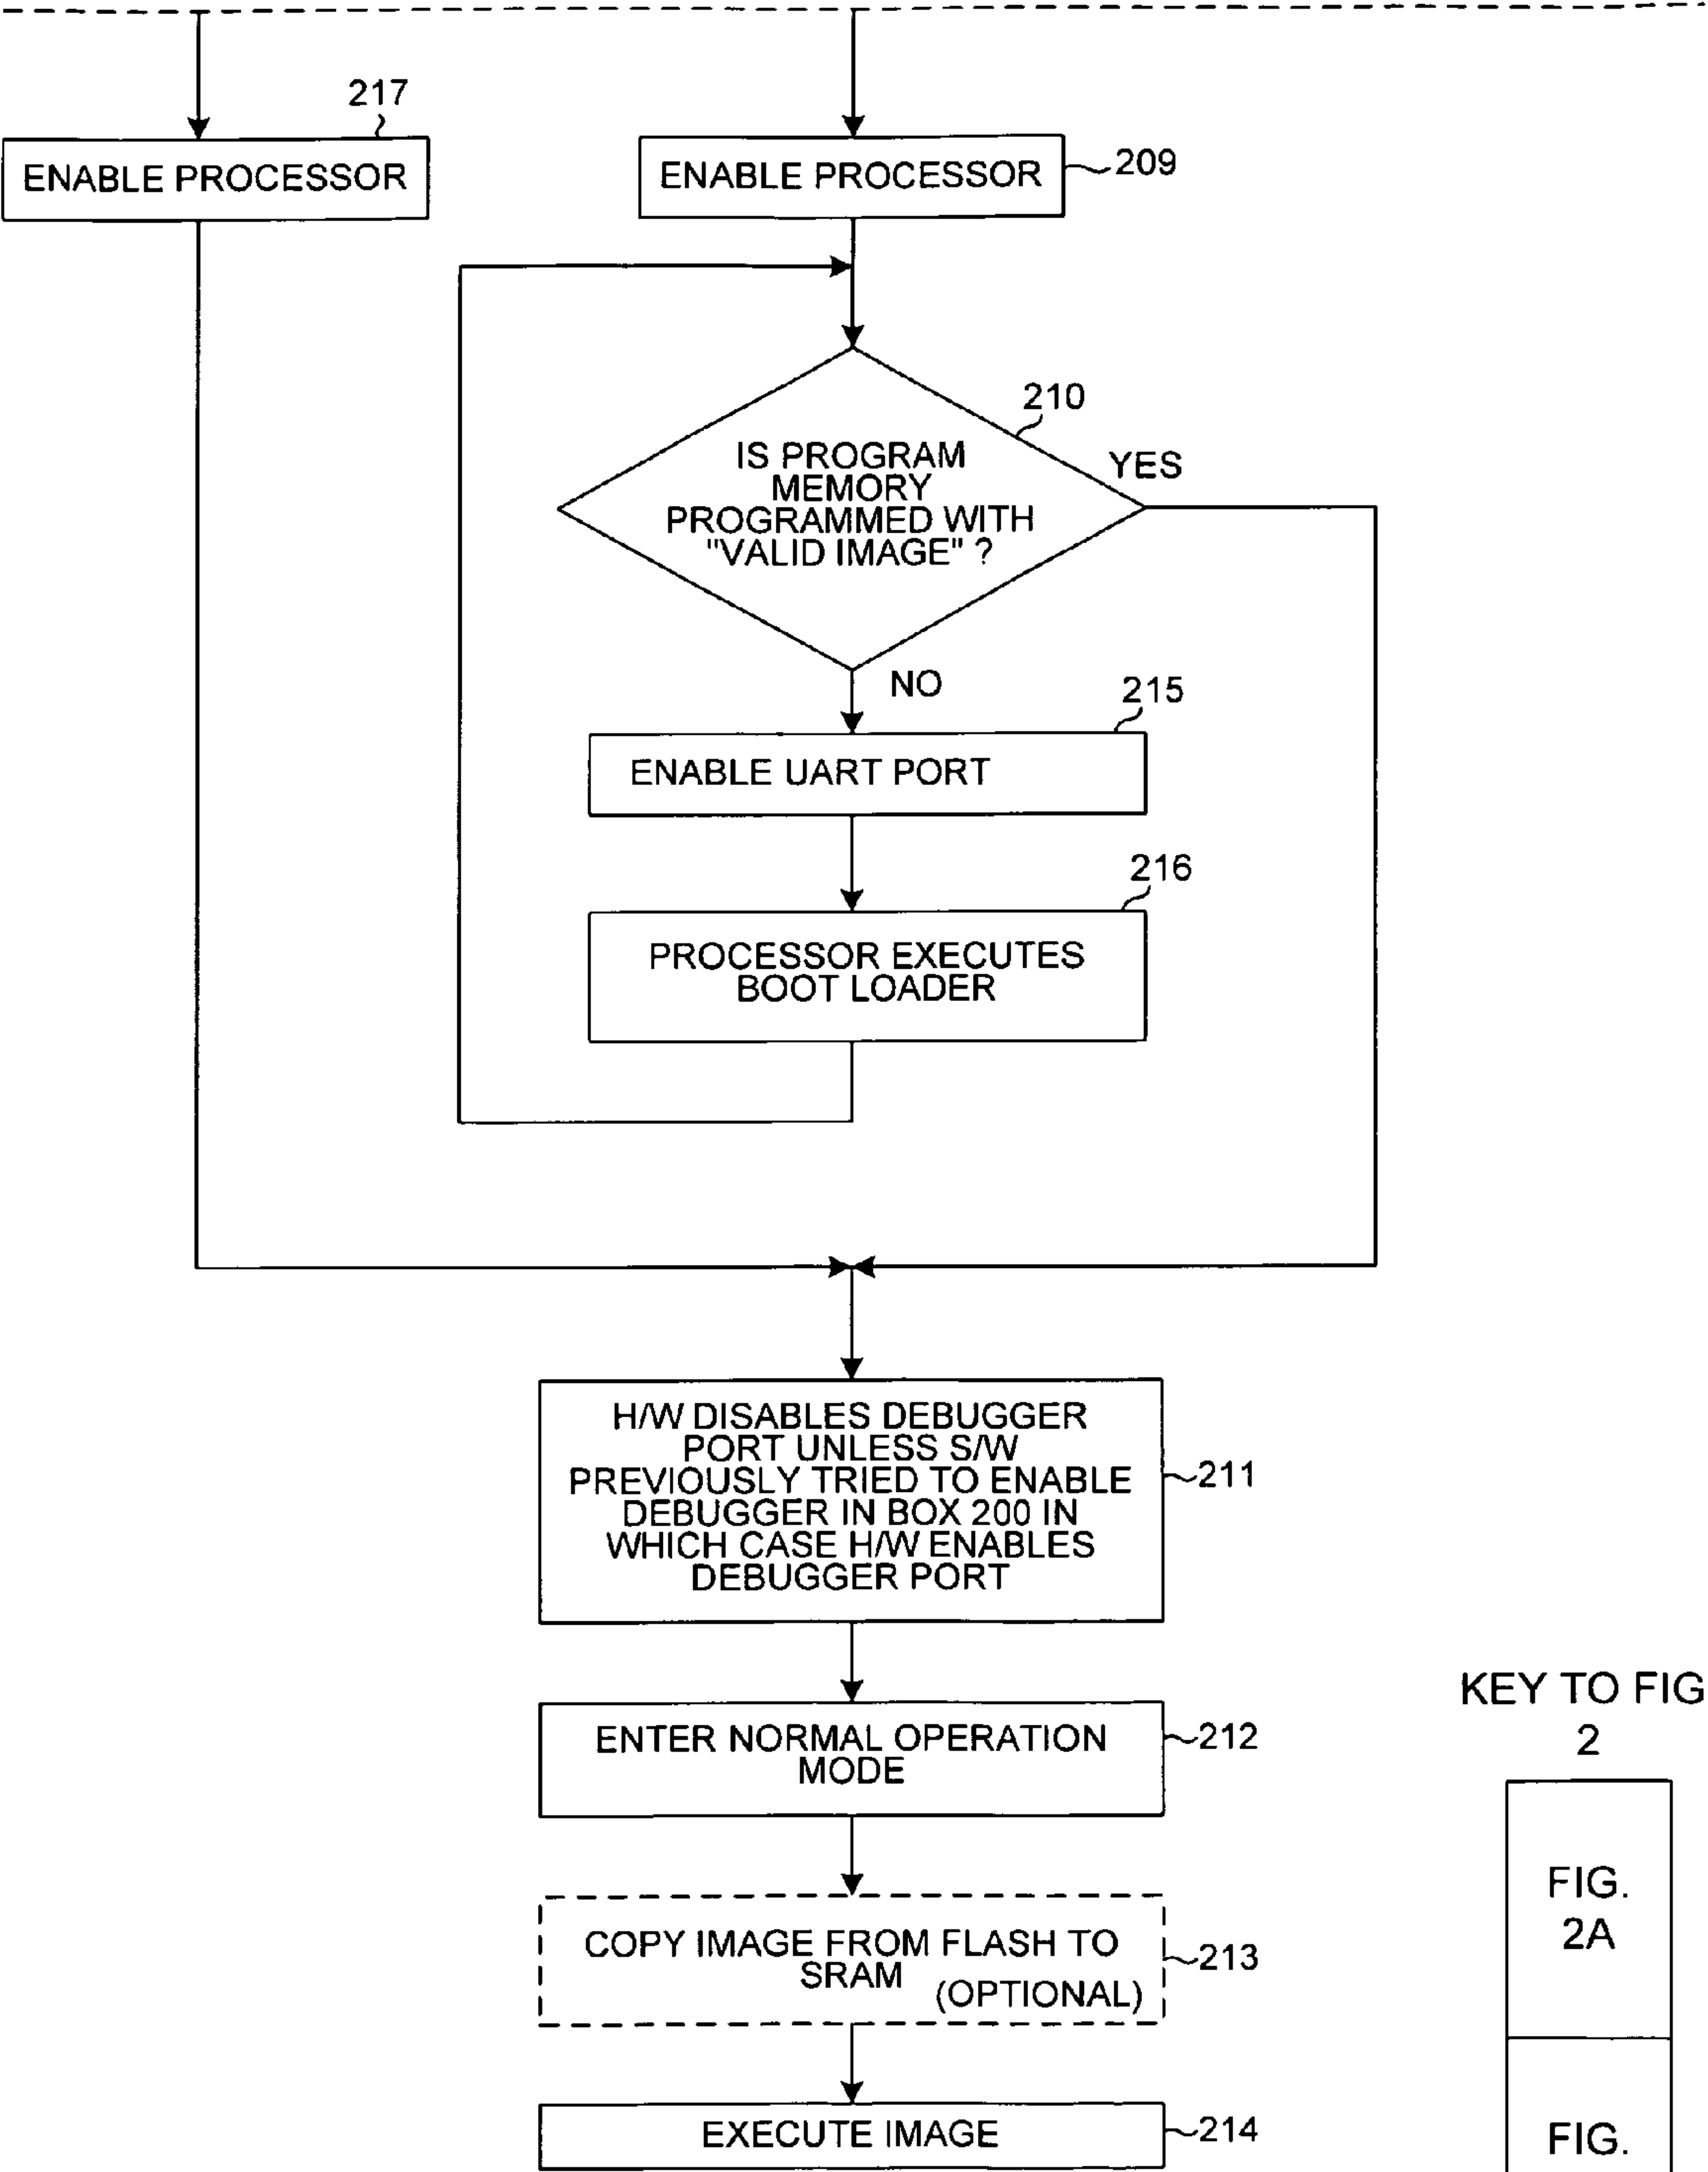 217
ENABLE PROCESSOR
ENABLE PROCESSOR
209
210
IS PROGRAM
MEMORY
PROGRAMMED WITH
"VALID IMAGE" ?
YES
NO
215
ENABLE UART PORT
216
PROCESSOR EXECUTES
BOOT LOADER
H/W DISABLES DEBUGGER
PORT UNLESS S/W
PREVIOUSLY TRIED TO ENABLE
DEBUGGER IN BOX 200 IN
WHICH CASE H/W ENABLES
DEBUGGER PORT
211
ENTER NORMAL OPERATION
MODE
212
COPY IMAGE FROM FLASH TO
SRAM
(OPTIONAL)
213
EXECUTE IMAGE
214
KEY TO FIG
2
FIG.
2A
FIG.